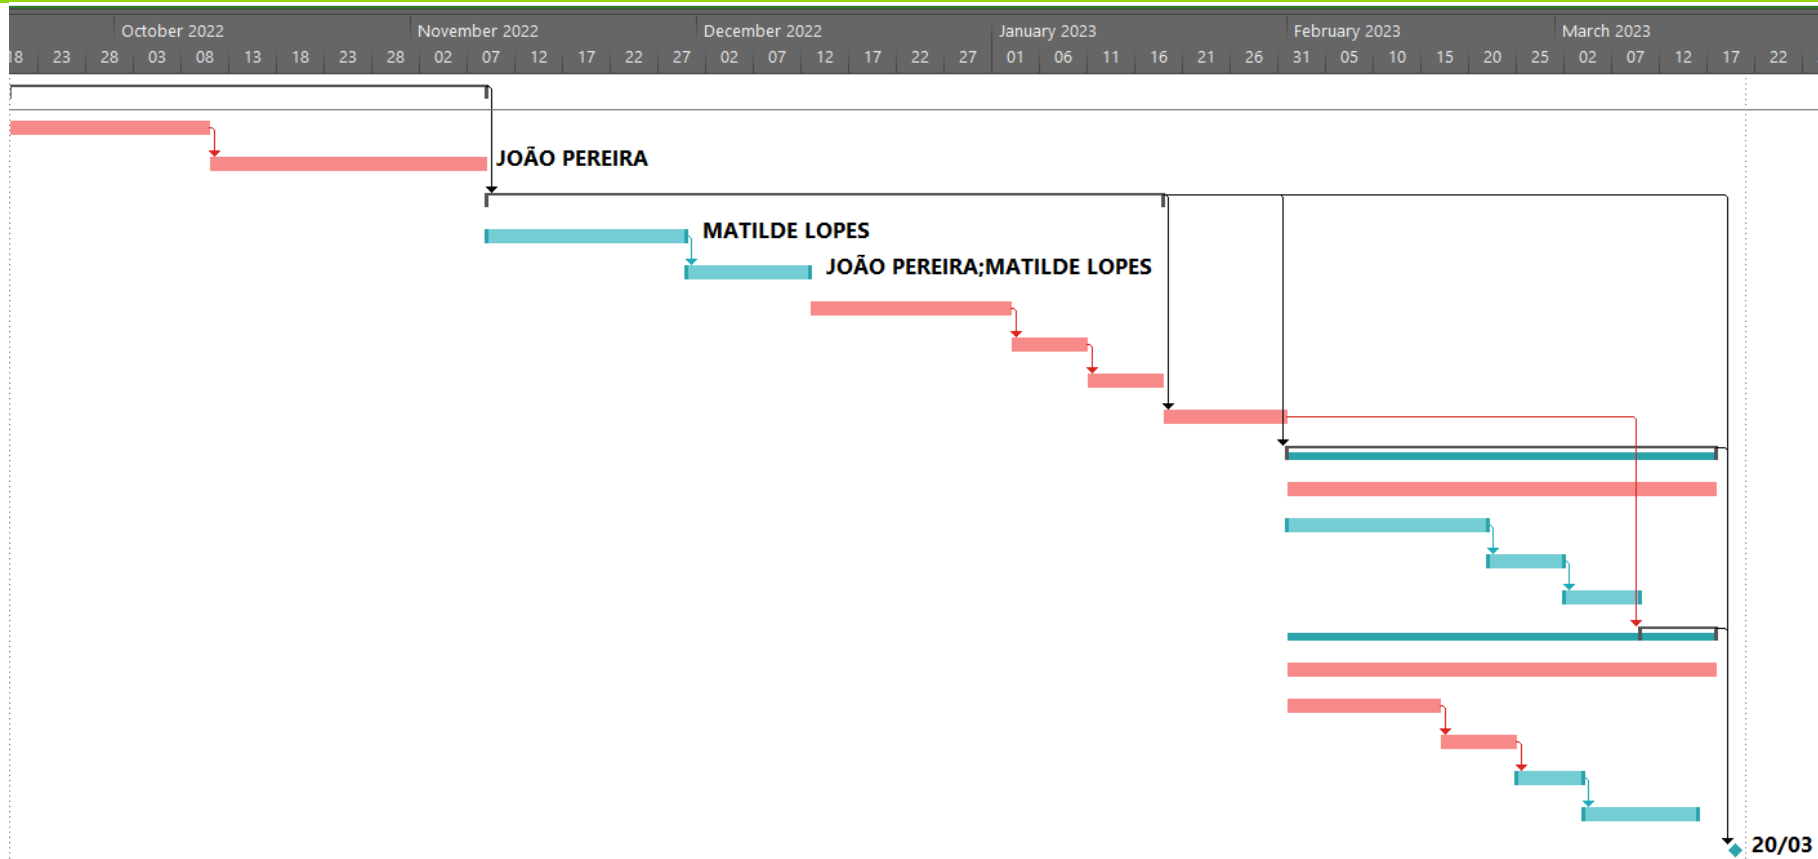 October 2022 November 2022 December 2022 January 2023 February 2023 March 2023
18 23 28 03 08 13 18 23 28 02 07 12 17 22 27 02 07 12 17 22 27 01 06 11 16 21 26 31 05 10 15 20 25 02 07 12 17 22
JOÃO PEREIRA
MATILDE LOPES
JOÃO PEREIRA;MATILDE LOPES
20/03